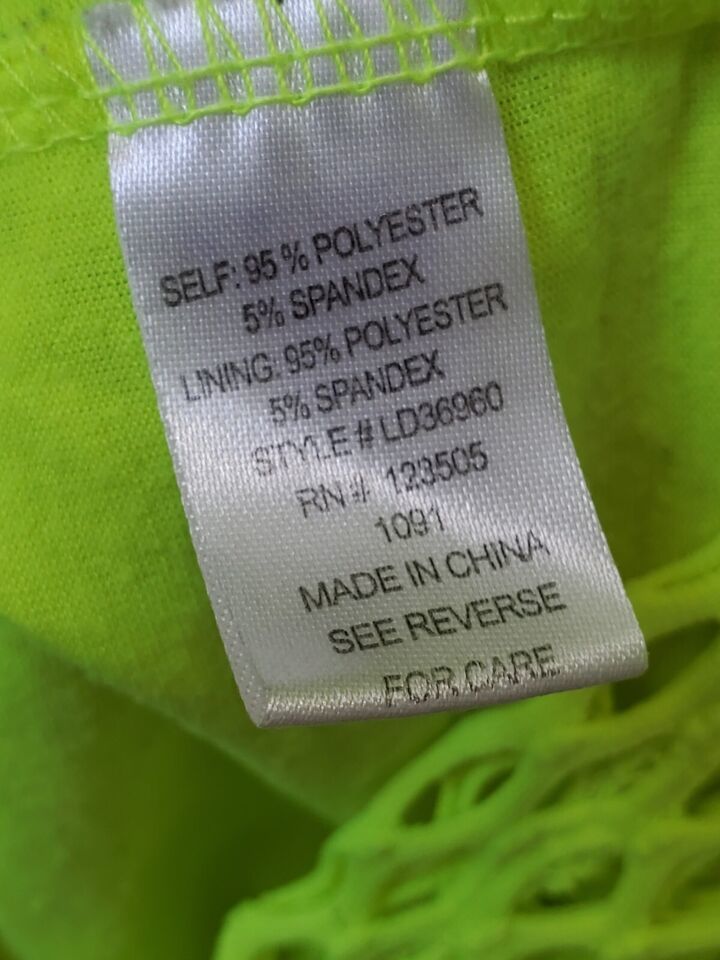 SELF: 95 % POLYESTER
5% SPANDEX
LINING: 95% POLYESTER
5% SPANDEX
STYLE # LD36960
RN # 123505
1091
MADE IN CHINA
SEE REVERSE
FOR CARE